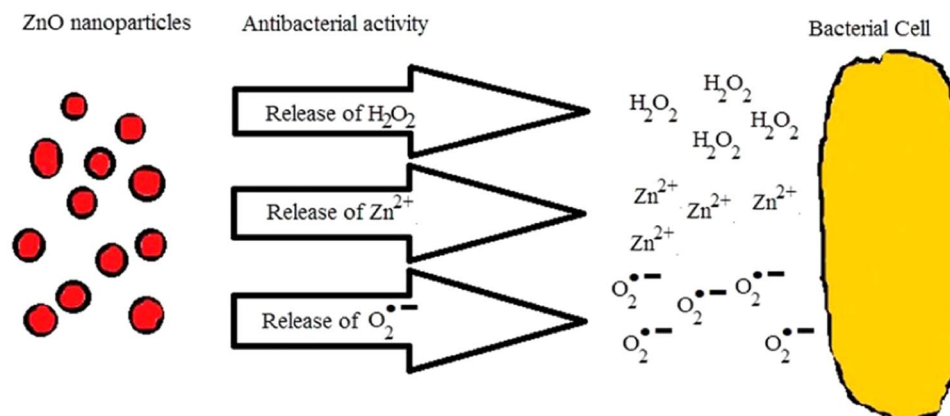 ZnO nanoparticles
Antibacterial activity
Bacterial Cell
Release of H₂O₂
Release of Zn²⁺
Release of O₂•−
H₂O₂
H₂O₂
H₂O₂
H₂O₂
Zn²⁺
Zn²⁺
Zn²⁺
Zn²⁺
O₂•−
O₂•−
O₂•−
O₂•−
O₂•−